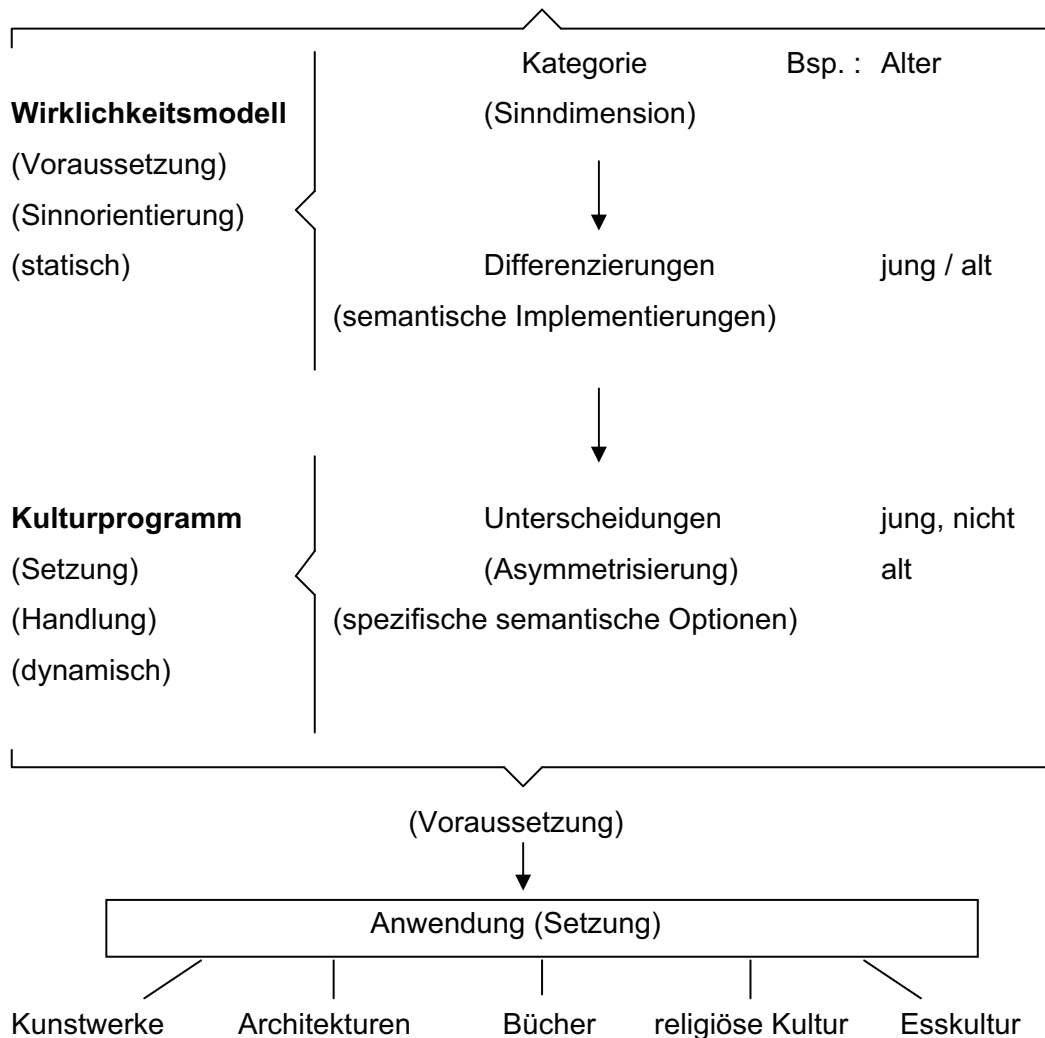 Kategorie Bsp. : Alter
Wirklichkeitsmodell (Sinndimension)
(Voraussetzung)
(Sinnorientierung)
(statisch) Differenzierungen jung / alt
(semantische Implementierungen)
Kulturprogramm Unterscheidungen jung, nicht
(Setzung) (Asymmetrisierung) alt
(Handlung) (spezifische semantische Optionen)
(dynamisch)
(Voraussetzung)
Anwendung (Setzung)
Kunstwerke Architekturen Bücher religiöse Kultur Esskultur